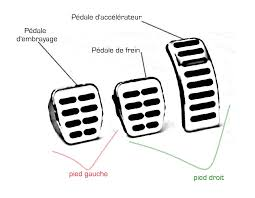 Pédale d'accélérateur
Pédale
d'embrayage
Pédale de frein
pied gauche
pied droit